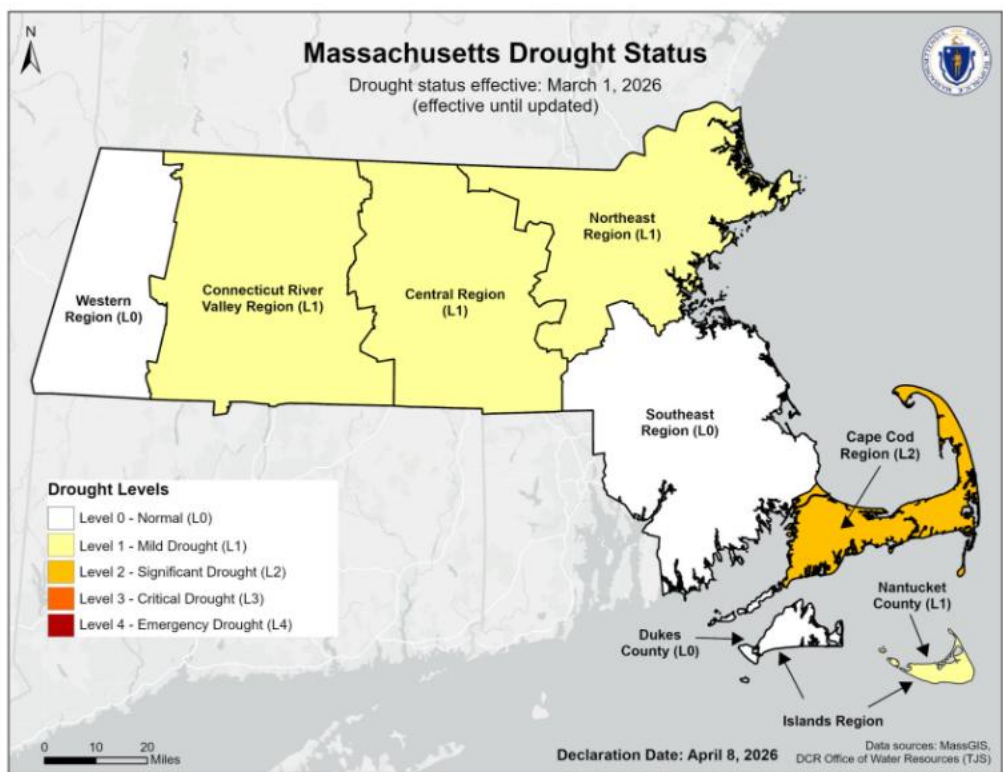 N
Massachusetts Drought Status
Drought status effective: March 1, 2026
(effective until updated)
Northeast
Region (L1)
Western
Region (L0)
Connecticut River
Valley Region (L1)
Central Region
(L1)
Southeast
Region (L0)
Cape Cod
Region (L2)
Drought Levels
Level 0 - Normal (L0)
Level 1 - Mild Drought (L1)
Level 2 - Significant Drought (L2)
Level 3 - Critical Drought (L3)
Level 4 - Emergency Drought (L4)
Nantucket
County (L1)
Dukes
County (L0)
Islands Region
0 10 20
Miles
Declaration Date: April 8, 2026
Data sources: MassGIS,
DCR Office of Water Resources (TJS)